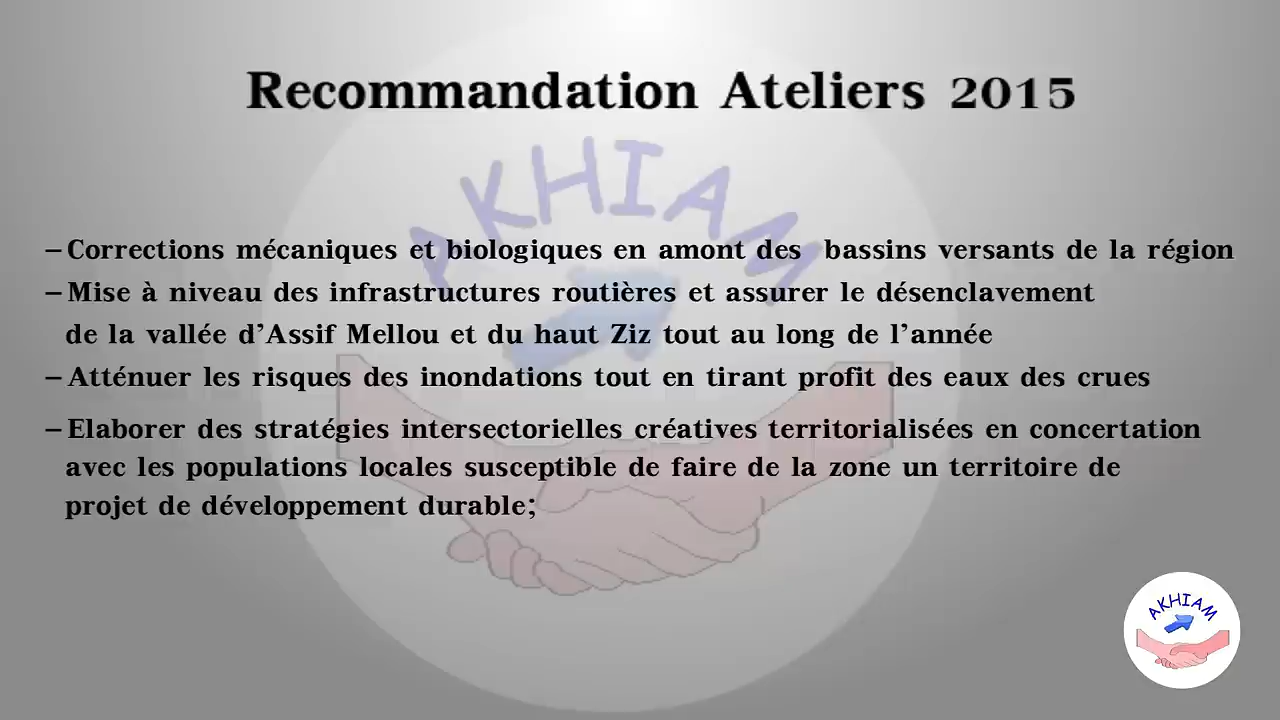 Recommandation Ateliers 2015
AKHIAM
–Corrections mécaniques et biologiques en amont des bassins versants de la région
–Mise à niveau des infrastructures routières et assurer le désenclavement
de la vallée d’Assif Mellou et du haut Ziz tout au long de l’année
–Atténuer les risques des inondations tout en tirant profit des eaux des crues
–Elaborer des stratégies intersectorielles créatives territorialisées en concertation
avec les populations locales susceptible de faire de la zone un territoire de
projet de développement durable;
AKHIAM